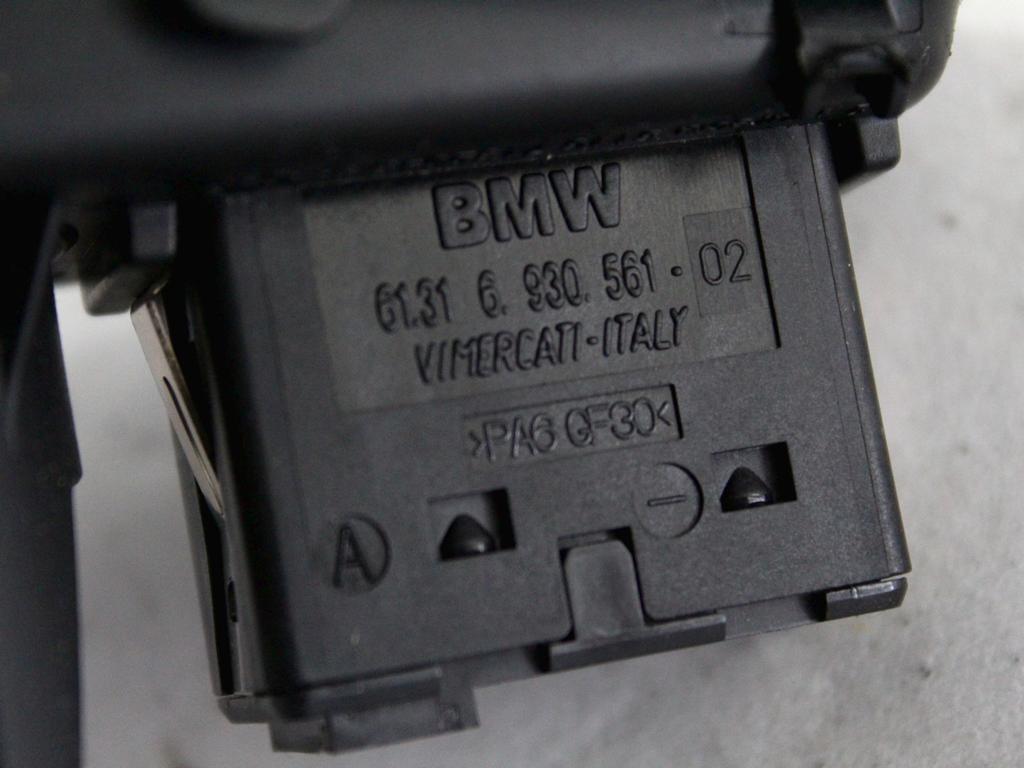 BMW
61.31 6. 930. 561 - 02
VIMERCATI-ITALY
>PA6 GF30<
A